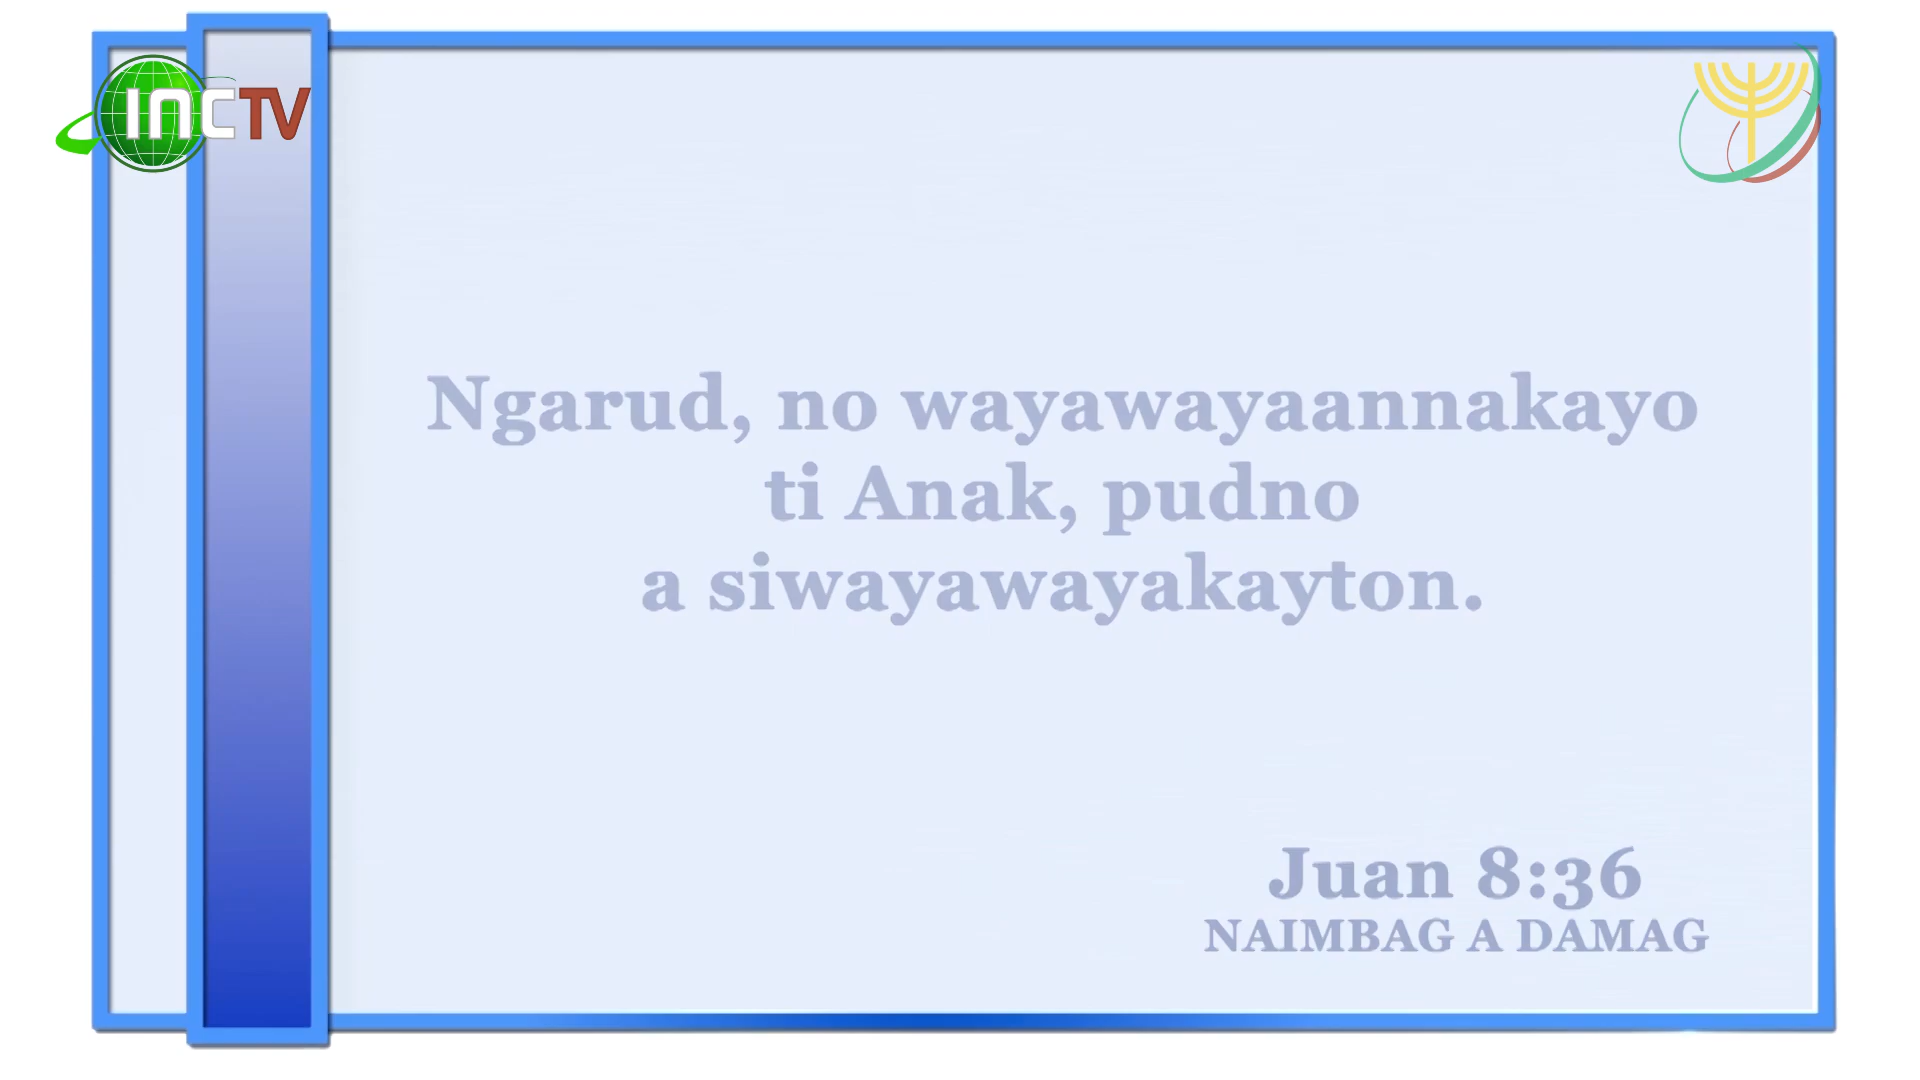 INCTV
Ngarud, no wayawayaannakayo
ti Anak, pudno
a siwayawayakayton.
Juan 8:36
NAIMBAG A DAMAG